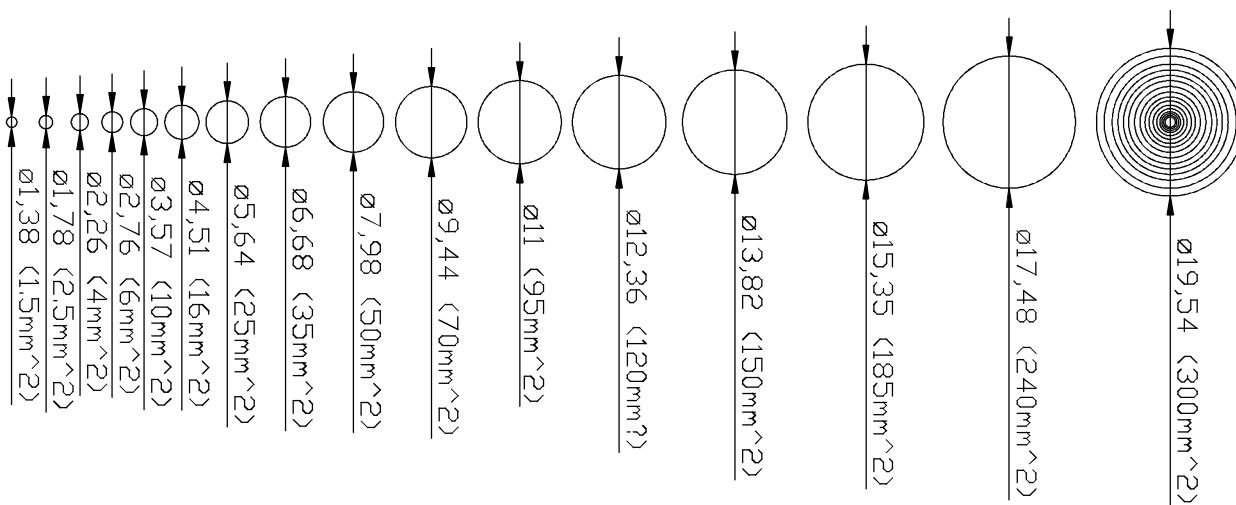 ø1,38 (1,5mm^2)
ø1,78 (2,5mm^2)
ø2,26 (4mm^2)
ø2,76 (6mm^2)
ø3,57 (10mm^2)
ø4,51 (16mm^2)
ø5,64 (25mm^2)
ø6,68 (35mm^2)
ø7,98 (50mm^2)
ø9,44 (70mm^2)
ø11 (95mm^2)
ø12,36 (120mm?)
ø13,82 (150mm^2)
ø15,35 (185mm^2)
ø17,48 (240mm^2)
ø19,54 (300mm^2)